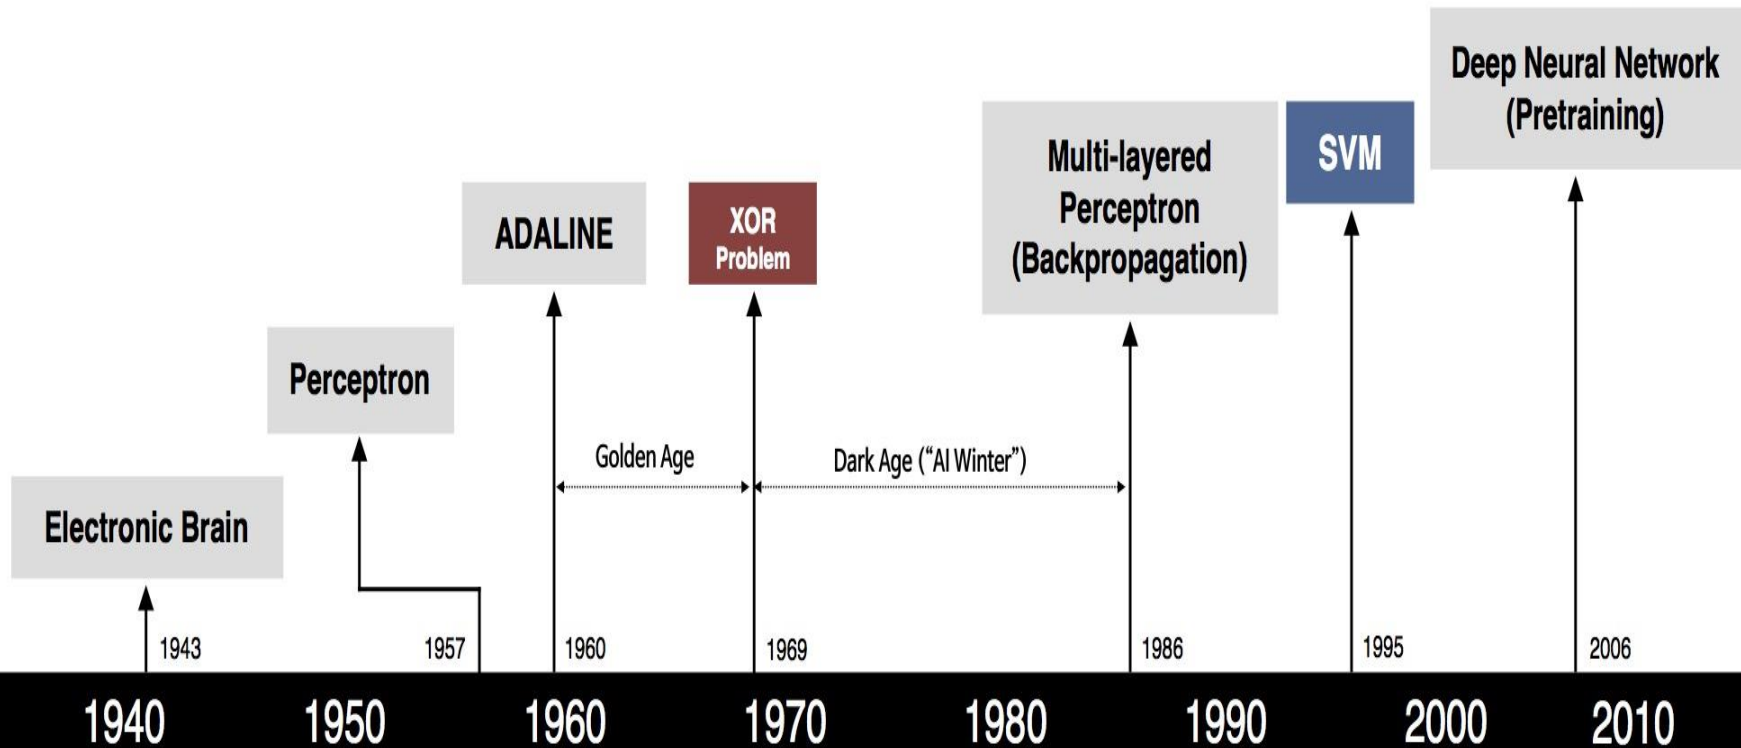 Deep Neural Network
(Pretraining)
Multi-layered
Perceptron
(Backpropagation)
SVM
ADALINE
XOR
Problem
Perceptron
Golden Age
Dark Age (“AI Winter”)
Electronic Brain
1943
1957
1960
1969
1986
1995
2006
1940 1950 1960 1970 1980 1990 2000 2010